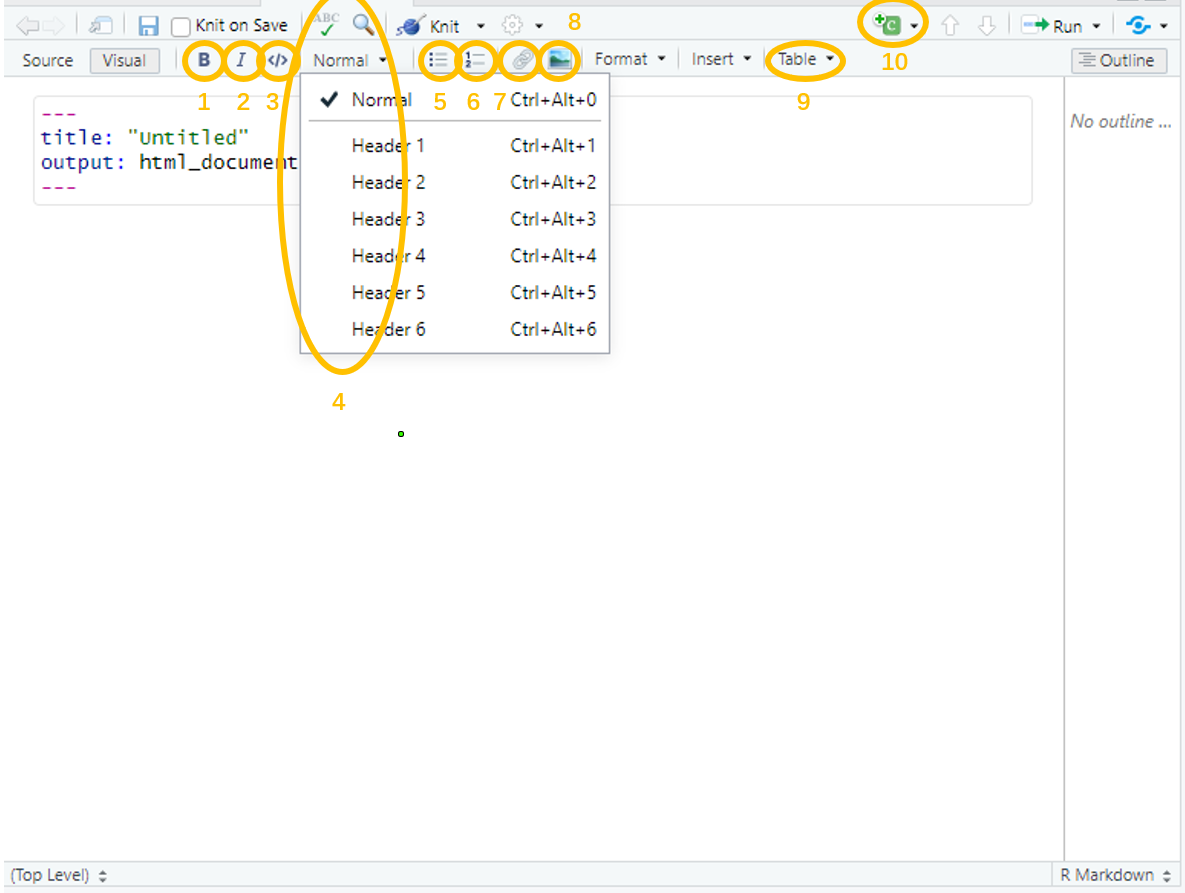 Knit on Save ABC Knit 8 C Run
Source Visual B I </> Normal Format Insert Table Outline
1 2 3 5 6 7 9 10
Normal Ctrl+Alt+0
---
title: "Untitled"
output: html_document
---
Header 1 Ctrl+Alt+1
Header 2 Ctrl+Alt+2
Header 3 Ctrl+Alt+3
Header 4 Ctrl+Alt+4
Header 5 Ctrl+Alt+5
Header 6 Ctrl+Alt+6
4
No outline ...
(Top Level) R Markdown